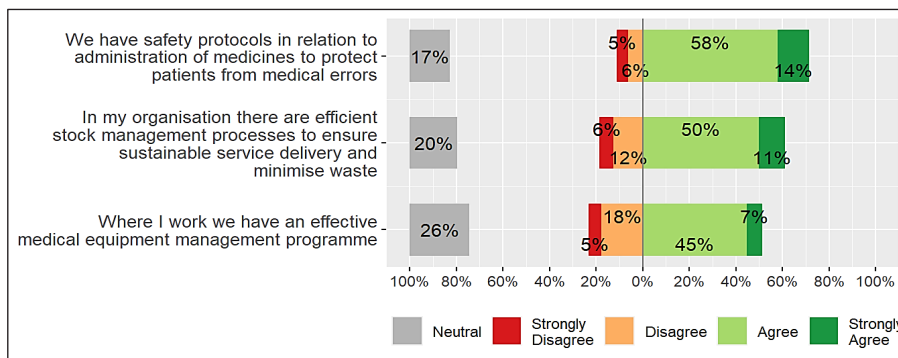 We have safety protocols in relation to
administration of medicines to protect
patients from medical errors
17%
5%
6%
58%
14%
In my organisation there are efficient
stock management processes to ensure
sustainable service delivery and
minimise waste
20%
6%
12%
50%
11%
Where I work we have an effective
medical equipment management programme
26%
5%
18%
45%
7%
100% 80% 60% 40% 20% 0% 20% 40% 60% 80% 100%
Neutral
Strongly
Disagree
Disagree
Agree
Strongly
Agree